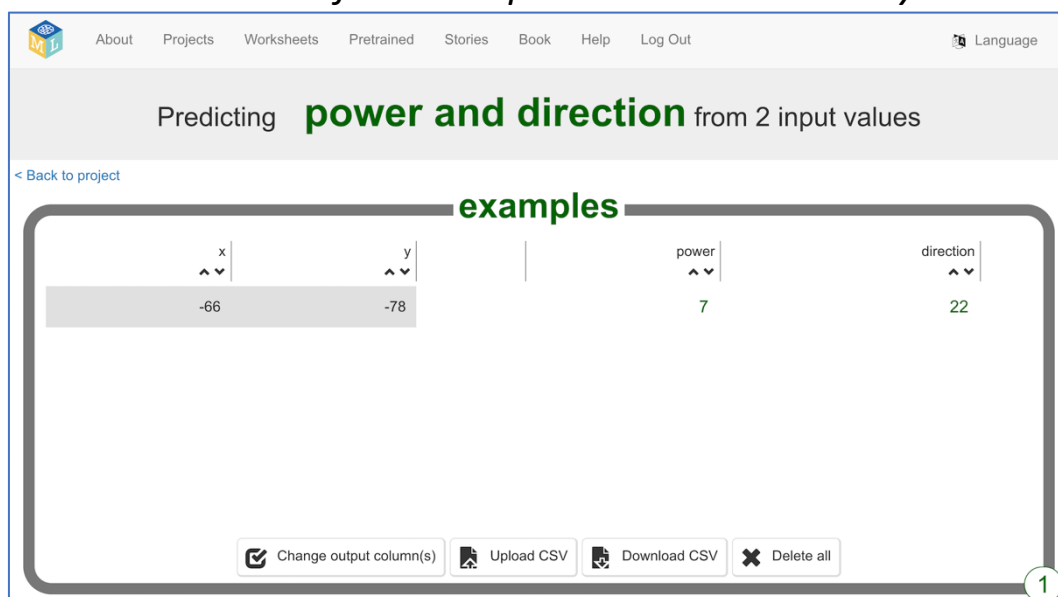 About Projects Worksheets Pretrained Stories Book Help Log Out Language
Predicting power and direction from 2 input values
< Back to project
examples
x y power direction
-66 -78 7 22
Change output column(s) Upload CSV Download CSV Delete all
1